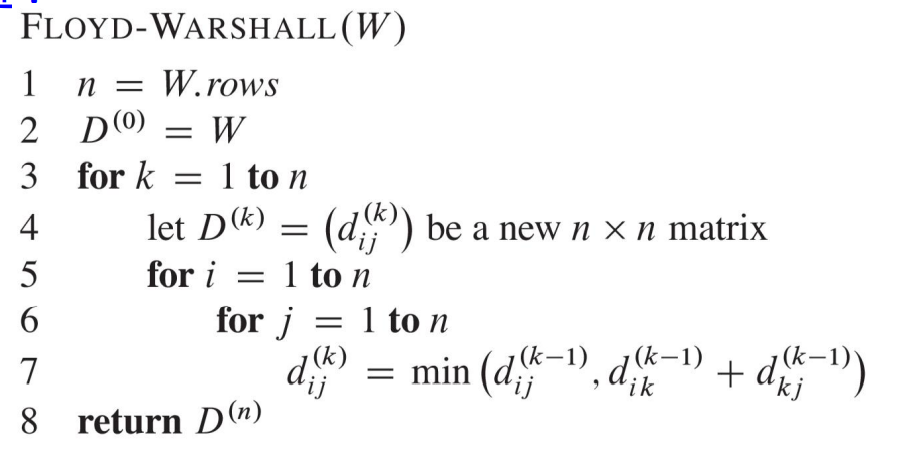 FLOYD-WARSHALL(W)
1 n = W.rows
2 D^(0) = W
3 for k = 1 to n
4 let D^(k) = (d_ij^(k)) be a new n × n matrix
5 for i = 1 to n
6 for j = 1 to n
7 d_ij^(k) = min (d_ij^(k−1), d_ik^(k−1) + d_kj^(k−1))
8 return D^(n)